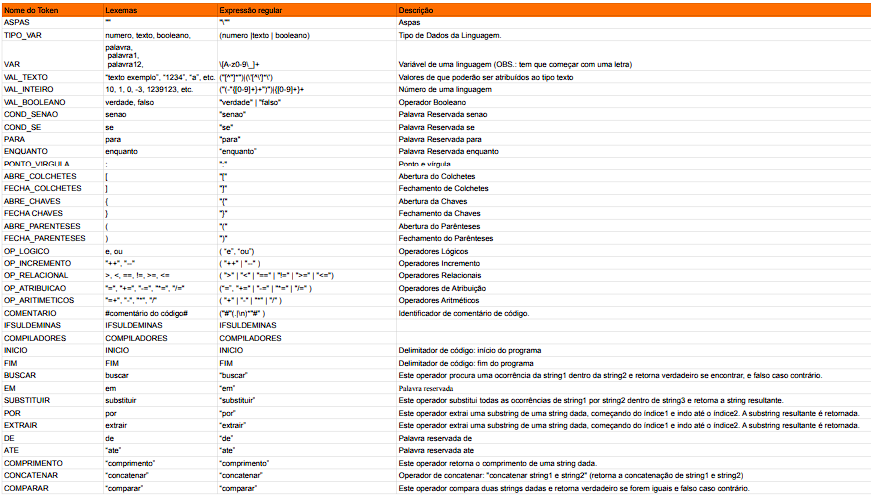 Nome do Token Lexemas Expressão regular Descrição
ASPAS "" "\"" Aspas
TIPO_VAR numero, texto, booleano, (numero |texto | booleano) Tipo de Dados da Linguagem.
palavra,
palavra1,
VAR palavra12, \[A-z0-9\_]+ Variável de uma linguagem (OBS.: tem que começar com uma letra)
VAL_TEXTO "texto exemplo", "1234", "a", etc. ("[^"]*")|(\'[^\']*\') Valores de que poderão ser atribuídos ao tipo texto
VAL_INTEIRO 10, 1, 0, -3, 1239123, etc. ("(-"{[0-9]+}+")")|{[0-9]+}+ Número de uma linguagem
VAL_BOOLEANO verdade, falso "verdade" | "falso" Operador Booleano
COND_SENAO senao "senao" Palavra Reservada senao
COND_SE se "se" Palavra Reservada se
PARA para "para" Palavra Reservada para
ENQUANTO enquanto "enquanto" Palavra Reservada enquanto
PONTO_VIRGULA ; ";" Ponto e vírgula
ABRE_COLCHETES [ "[" Abertura do Colchetes
FECHA_COLCHETES ] "]" Fechamento de Colchetes
ABRE_CHAVES { "{" Abertura da Chaves
FECHA CHAVES } "}" Fechamento da Chaves
ABRE_PARENTESES ( "(" Abertura do Parênteses
FECHA_PARENTESES ) ")" Fechamento do Parênteses
OP_LOGICO e, ou ( "e", "ou") Operadores Lógicos
OP_INCREMENTO "++", "--" ( "++" | "--" ) Operadores Incremento
OP_RELACIONAL >, <, ==, !=, >=, <= ( ">" | "<" | "==" | "!=" | ">=" | "<=") Operadores Relacionais
OP_ATRIBUICAO "=", "+=", "-=", "*=", "/=" ("=", "+=" | "-=" | "*=" | "/=" ) Operadores de Atribuição
OP_ARITIMETICOS "=+", "-", "*", "/" ( "+" | "-" | "*" | "/" ) Operadores Aritméticos
COMENTARIO #comentário do código# ("#"(.|\n)*"#" ) Identificador de comentário de código.
IFSULDEMINAS IFSULDEMINAS IFSULDEMINAS
COMPILADORES COMPILADORES COMPILADORES
INICIO INICIO INICIO Delimitador de código: início do programa
FIM FIM FIM Delimitador de código: fim do programa
BUSCAR buscar "buscar" Este operador procura uma ocorrência da string1 dentro da string2 e retorna verdadeiro se encontrar, e falso caso contrário.
EM em "em" Palavra reservada
SUBSTITUIR substituir "substituir" Este operador substitui todas as ocorrências de string1 por string2 dentro de string3 e retorna a string resultante.
POR por "por" Este operador extrai uma substring de uma string dada, começando do índice1 e indo até o índice2. A substring resultante é retornada.
EXTRAIR extrair "extrair" Este operador extrai uma substring de uma string dada, começando do índice1 e indo até o índice2. A substring resultante é retornada.
DE de "de" Palavra reservada de
ATE "ate" "ate" Palavra reservada ate
COMPRIMENTO "comprimento" "comprimento" Este operador retorna o comprimento de uma string dada.
CONCATENAR "concatenar" "concatenar" Operador de concatenar: "concatenar string1 e string2" (retorna a concatenação de string1 e string2)
COMPARAR "comparar" "comparar" Este operador compara duas strings dadas e retorna verdadeiro se forem iguais e falso caso contrário.